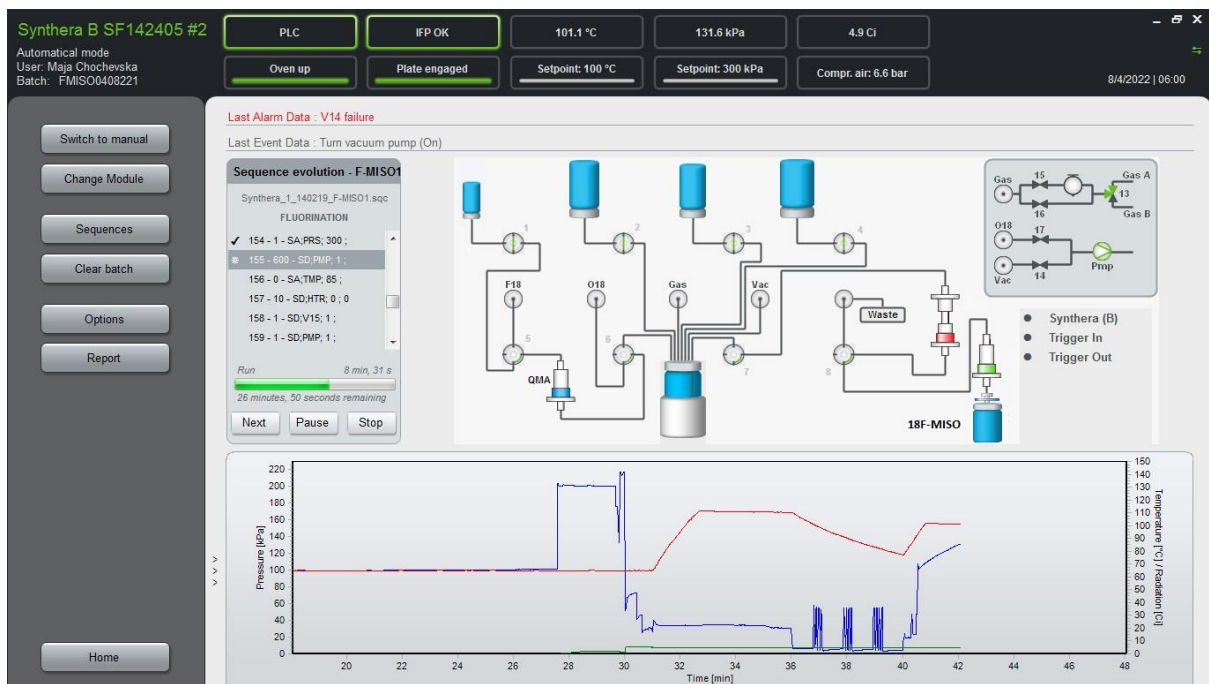 Synthera B SF142405 #2
Automatical mode
User: Maja Chochevska
Batch: FMISO0408221
PLC
IFP OK
101.1 °C
131.6 kPa
4.9 Ci
Oven up
Plate engaged
Setpoint: 100 °C
Setpoint: 300 kPa
Compr. air: 6.6 bar
8/4/2022 | 06:00
Switch to manual
Change Module
Sequences
Clear batch
Options
Report
Home
Last Alarm Data : V14 failure
Last Event Data : Turn vacuum pump (On)
Sequence evolution - F-MISO1
Synthera_1_140219_F-MISO1.sqc
FLUORINATION
154 - 1 - SA;PRS; 300 ;
155 - 600 - SD;PMP; 1 ;
156 - 0 - SA;TMP; 85 ;
157 - 10 - SD;HTR; 0 ; 0
158 - 1 - SD;V15; 1 ;
159 - 1 - SD;PMP; 1 ;
Run 8 min, 31 s
26 minutes, 50 seconds remaining
Next Pause Stop
1 2 3 4
F18 O18 Gas Vac
Waste
5 6 7 8
QMA
18F-MISO
Gas 15 Gas A
13
16 Gas B
O18 17
Pmp
Vac 14
Synthera (B)
Trigger In
Trigger Out
Pressure [kPa]
220
200
180
160
140
120
100
80
60
40
20
0
20 22 24 26 28 30 32 34 36 38 40 42 44 46 48
Time [min]
150
140
130
120
110
100
90
80
70
60
50
40
30
20
10
0
Temperature [°C] / Radiation [Ci]